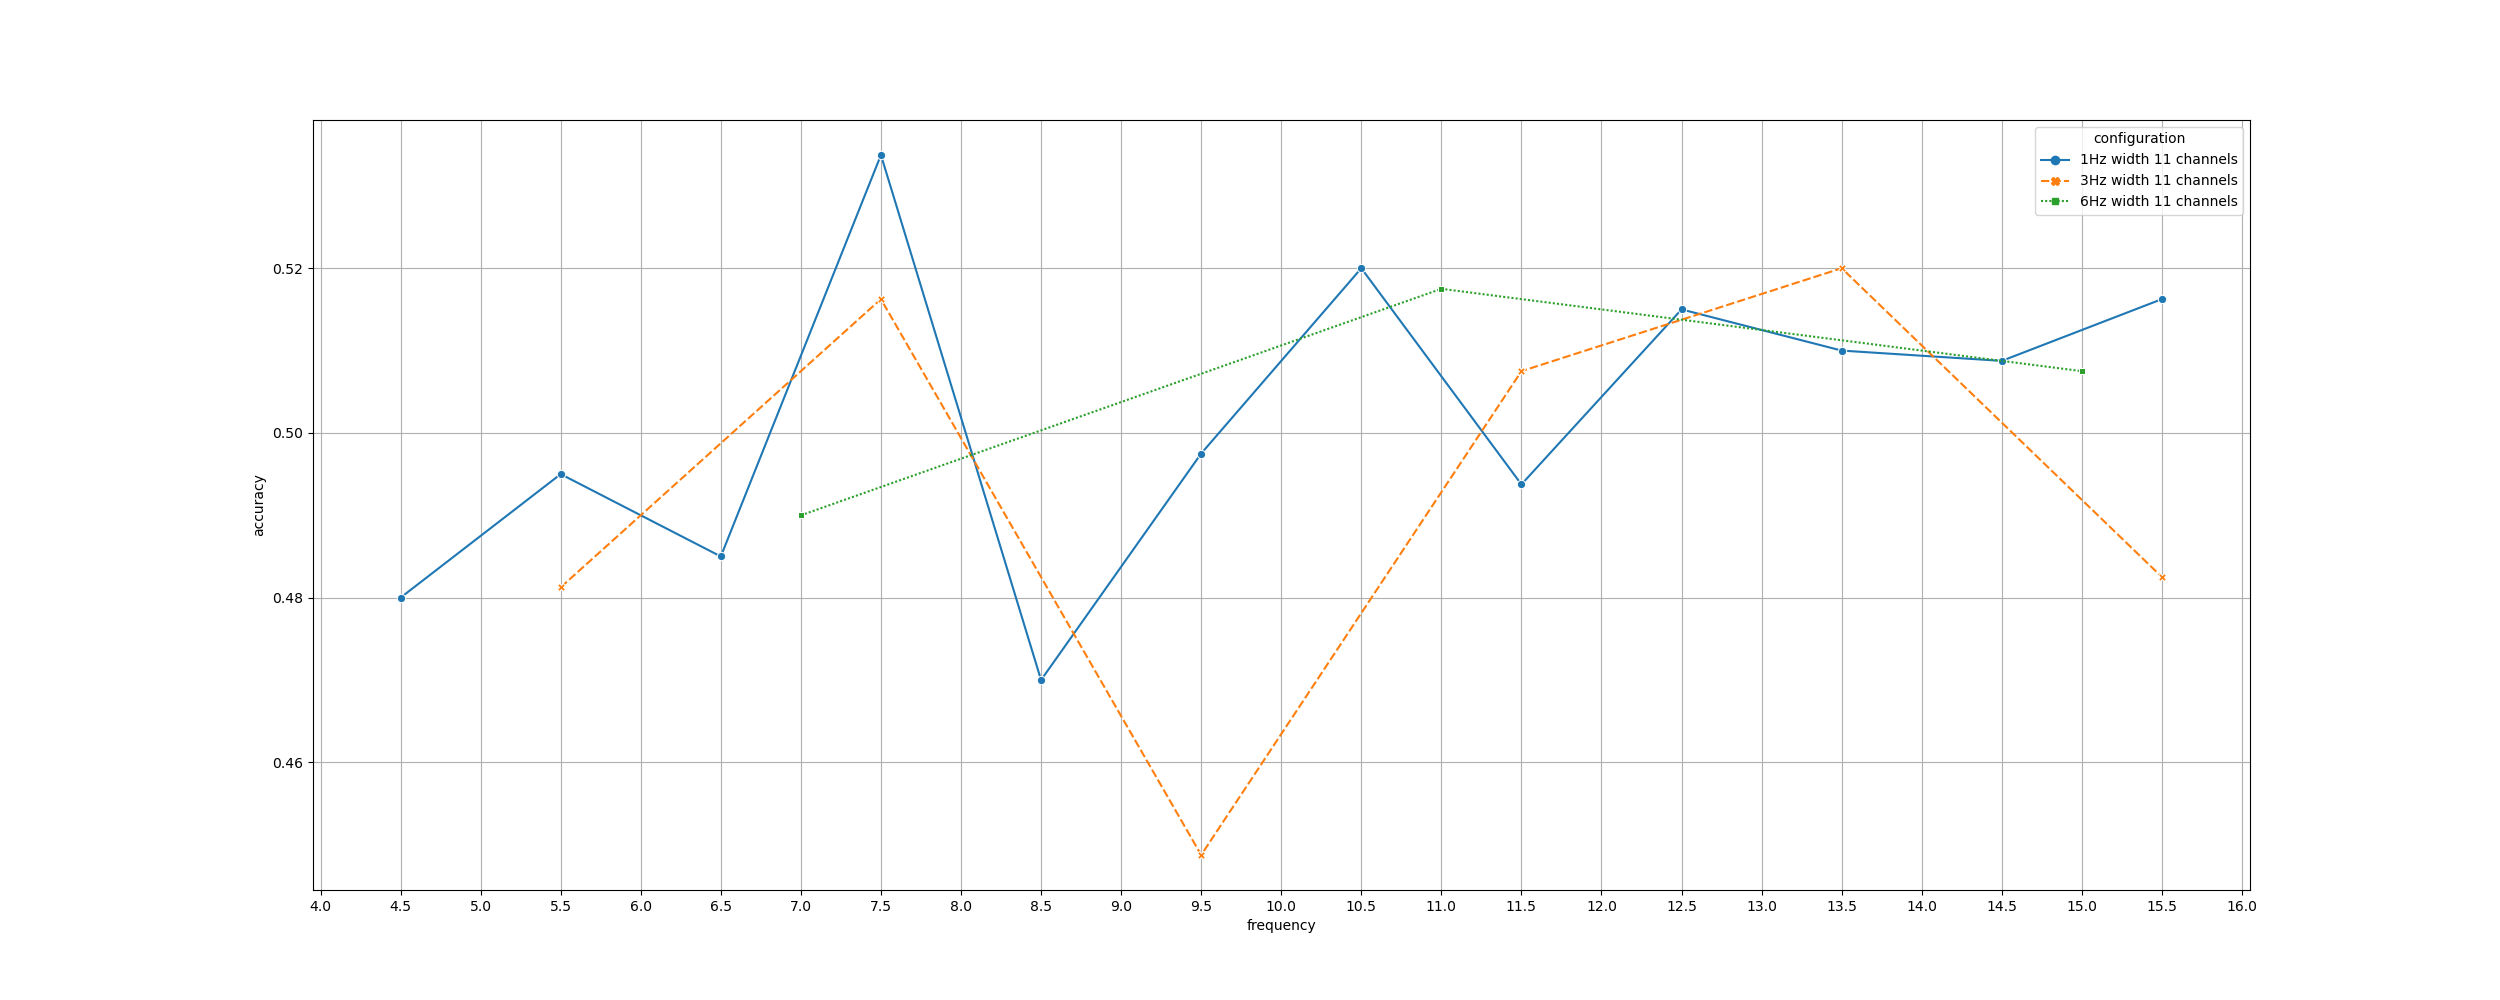 configuration
1Hz width 11 channels
3Hz width 11 channels
6Hz width 11 channels
0.52
0.50
0.48
0.46
accuracy
4.0 4.5 5.0 5.5 6.0 6.5 7.0 7.5 8.0 8.5 9.0 9.5 10.0 10.5 11.0 11.5 12.0 12.5 13.0 13.5 14.0 14.5 15.0 15.5 16.0
frequency